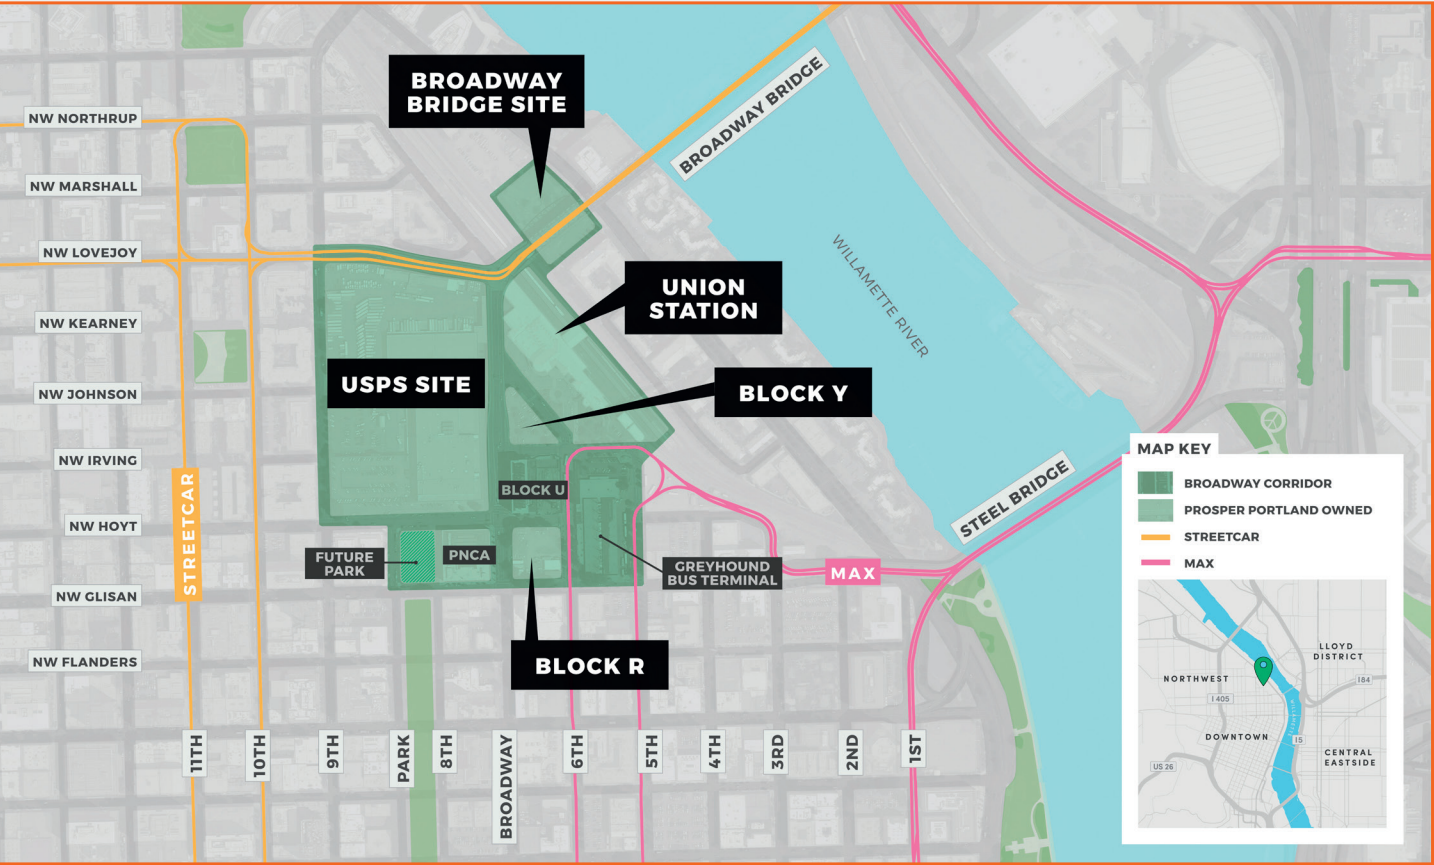 BROADWAY
BRIDGE SITE
BROADWAY BRIDGE
NW NORTHRUP
NW MARSHALL
NW LOVEJOY
NW KEARNEY
NW JOHNSON
NW IRVING
NW HOYT
NW GLISAN
NW FLANDERS
UNION
STATION
WILLAMETTE RIVER
USPS SITE
BLOCK Y
STREETCAR
BLOCK U
STEEL BRIDGE
FUTURE
PARK
PNCA
GREYHOUND
BUS TERMINAL
MAX
BLOCK R
11TH
10TH
9TH
PARK
8TH
BROADWAY
6TH
5TH
4TH
3RD
2ND
1ST
MAP KEY
BROADWAY CORRIDOR
PROSPER PORTLAND OWNED
STREETCAR
MAX
LLOYD
DISTRICT
NORTHWEST
I 84
I 405
DOWNTOWN
I 5
CENTRAL
EASTSIDE
US 26